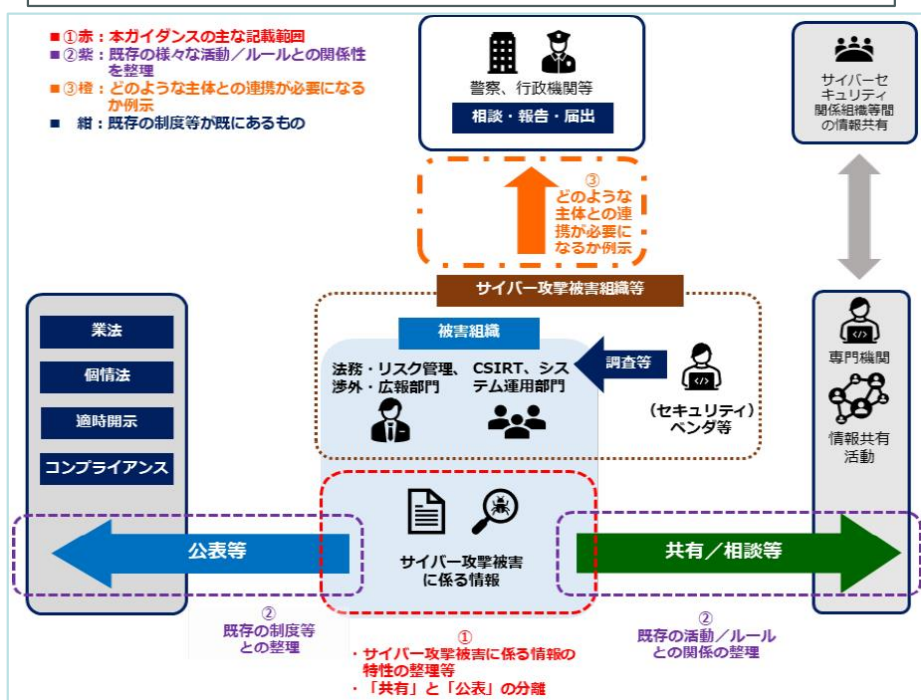 ■①赤：本ガイダンスの主な記載範囲
■②紫：既存の様々な活動／ルールとの関係性
を整理
■③橙：どのような主体との連携が必要になる
か例示
■　紺：既存の制度等が既にあるもの
警察、行政機関等
相談・報告・届出
サイバーセ
キュリティ
関係組織等間
の情報共有
③
どのような
主体との連
携が必要に
なるか例示
サイバー攻撃被害組織等
被害組織
法務・リスク管理、
渉外・広報部門
CSIRT、シス
テム運用部門
調査等
（セキュリティ）
ベンダ等
業法
個情法
適時開示
コンプライアンス
専門機関
情報共有
活動
公表等
サイバー攻撃被害
に係る情報
共有／相談等
②
既存の制度等
との整理
①
・サイバー攻撃被害に係る情報の
特性の整理等
・「共有」と「公表」の分離
②
既存の活動／ルール
との関係の整理